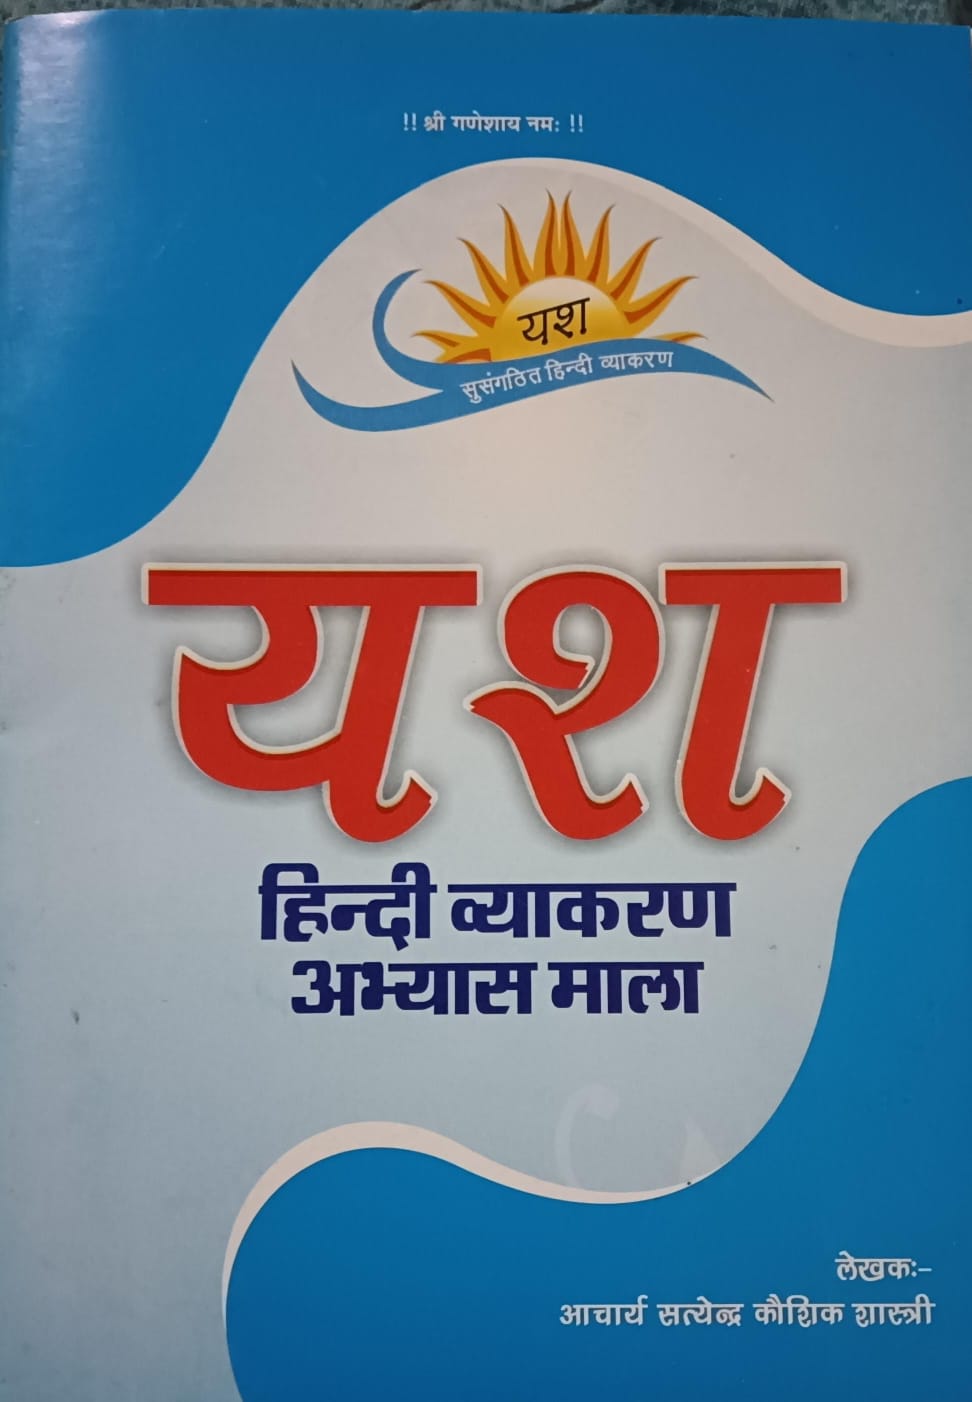 !! श्री गणेशाय नमः !!
यश
सुसंगठित हिन्दी व्याकरण
यश
हिन्दी व्याकरण
अभ्यास माला
लेखकः–
आचार्य सत्येन्द्र कौशिक शास्त्री